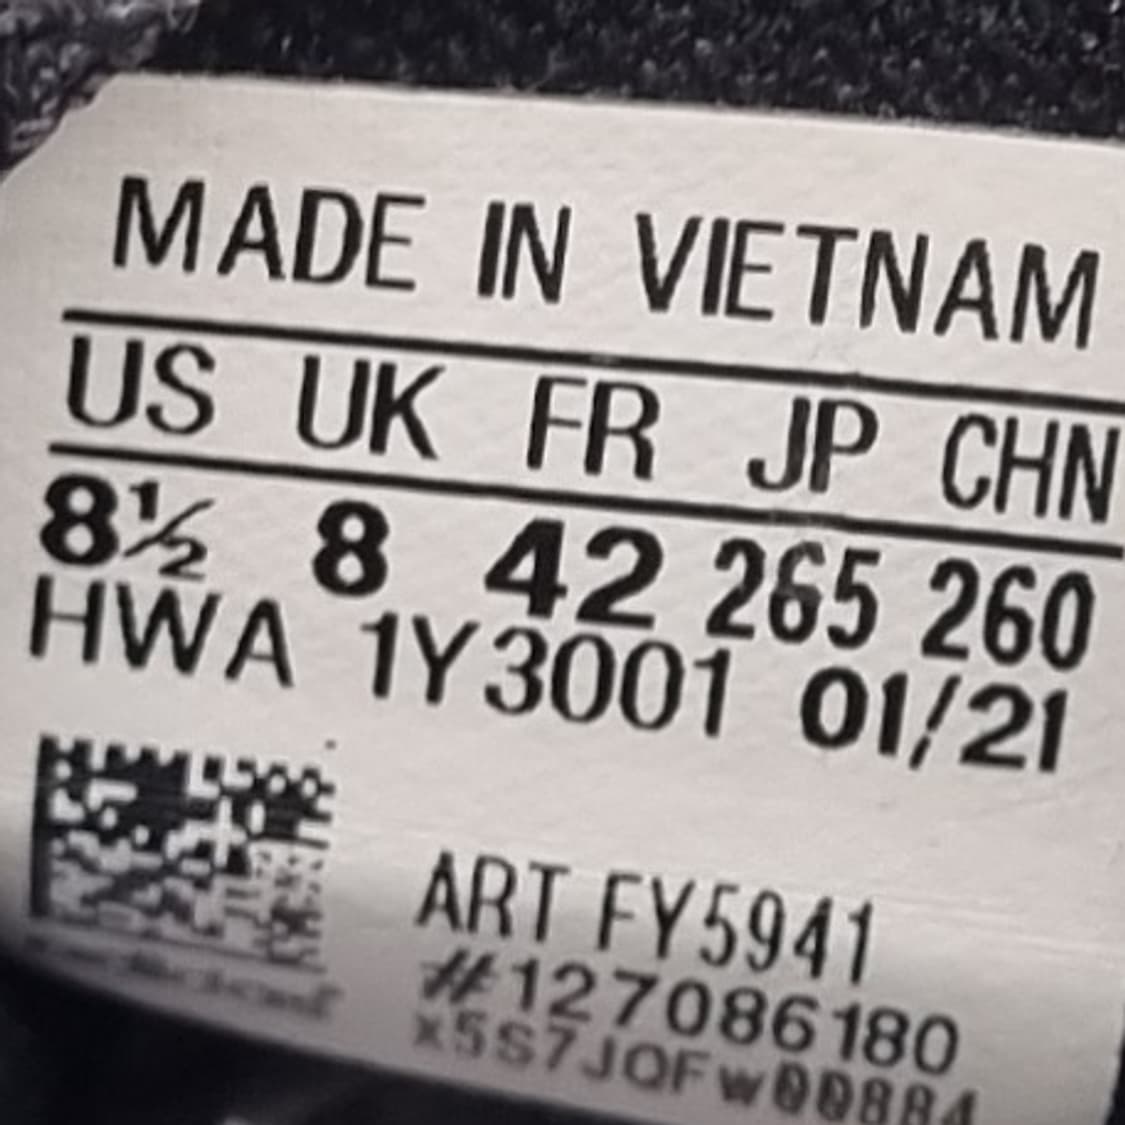 MADE IN VIETNAM
US UK FR JP CHN
8½ 8 42 265 260
HWA 1Y3001 01/21
ART FY5941
#127086180
x5S7JQFw00884